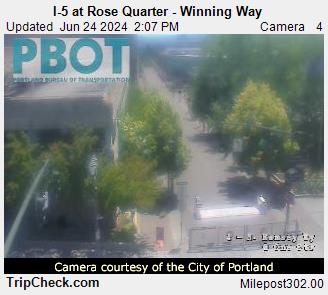 I-5 at Rose Quarter - Winning Way
Updated Jun 24 2024 2:07 PM Camera 4
PBOT
PORTLAND BUREAU OF TRANSPORTATION
Camera courtesy of the City of Portland
TripCheck.com Milepost302.00